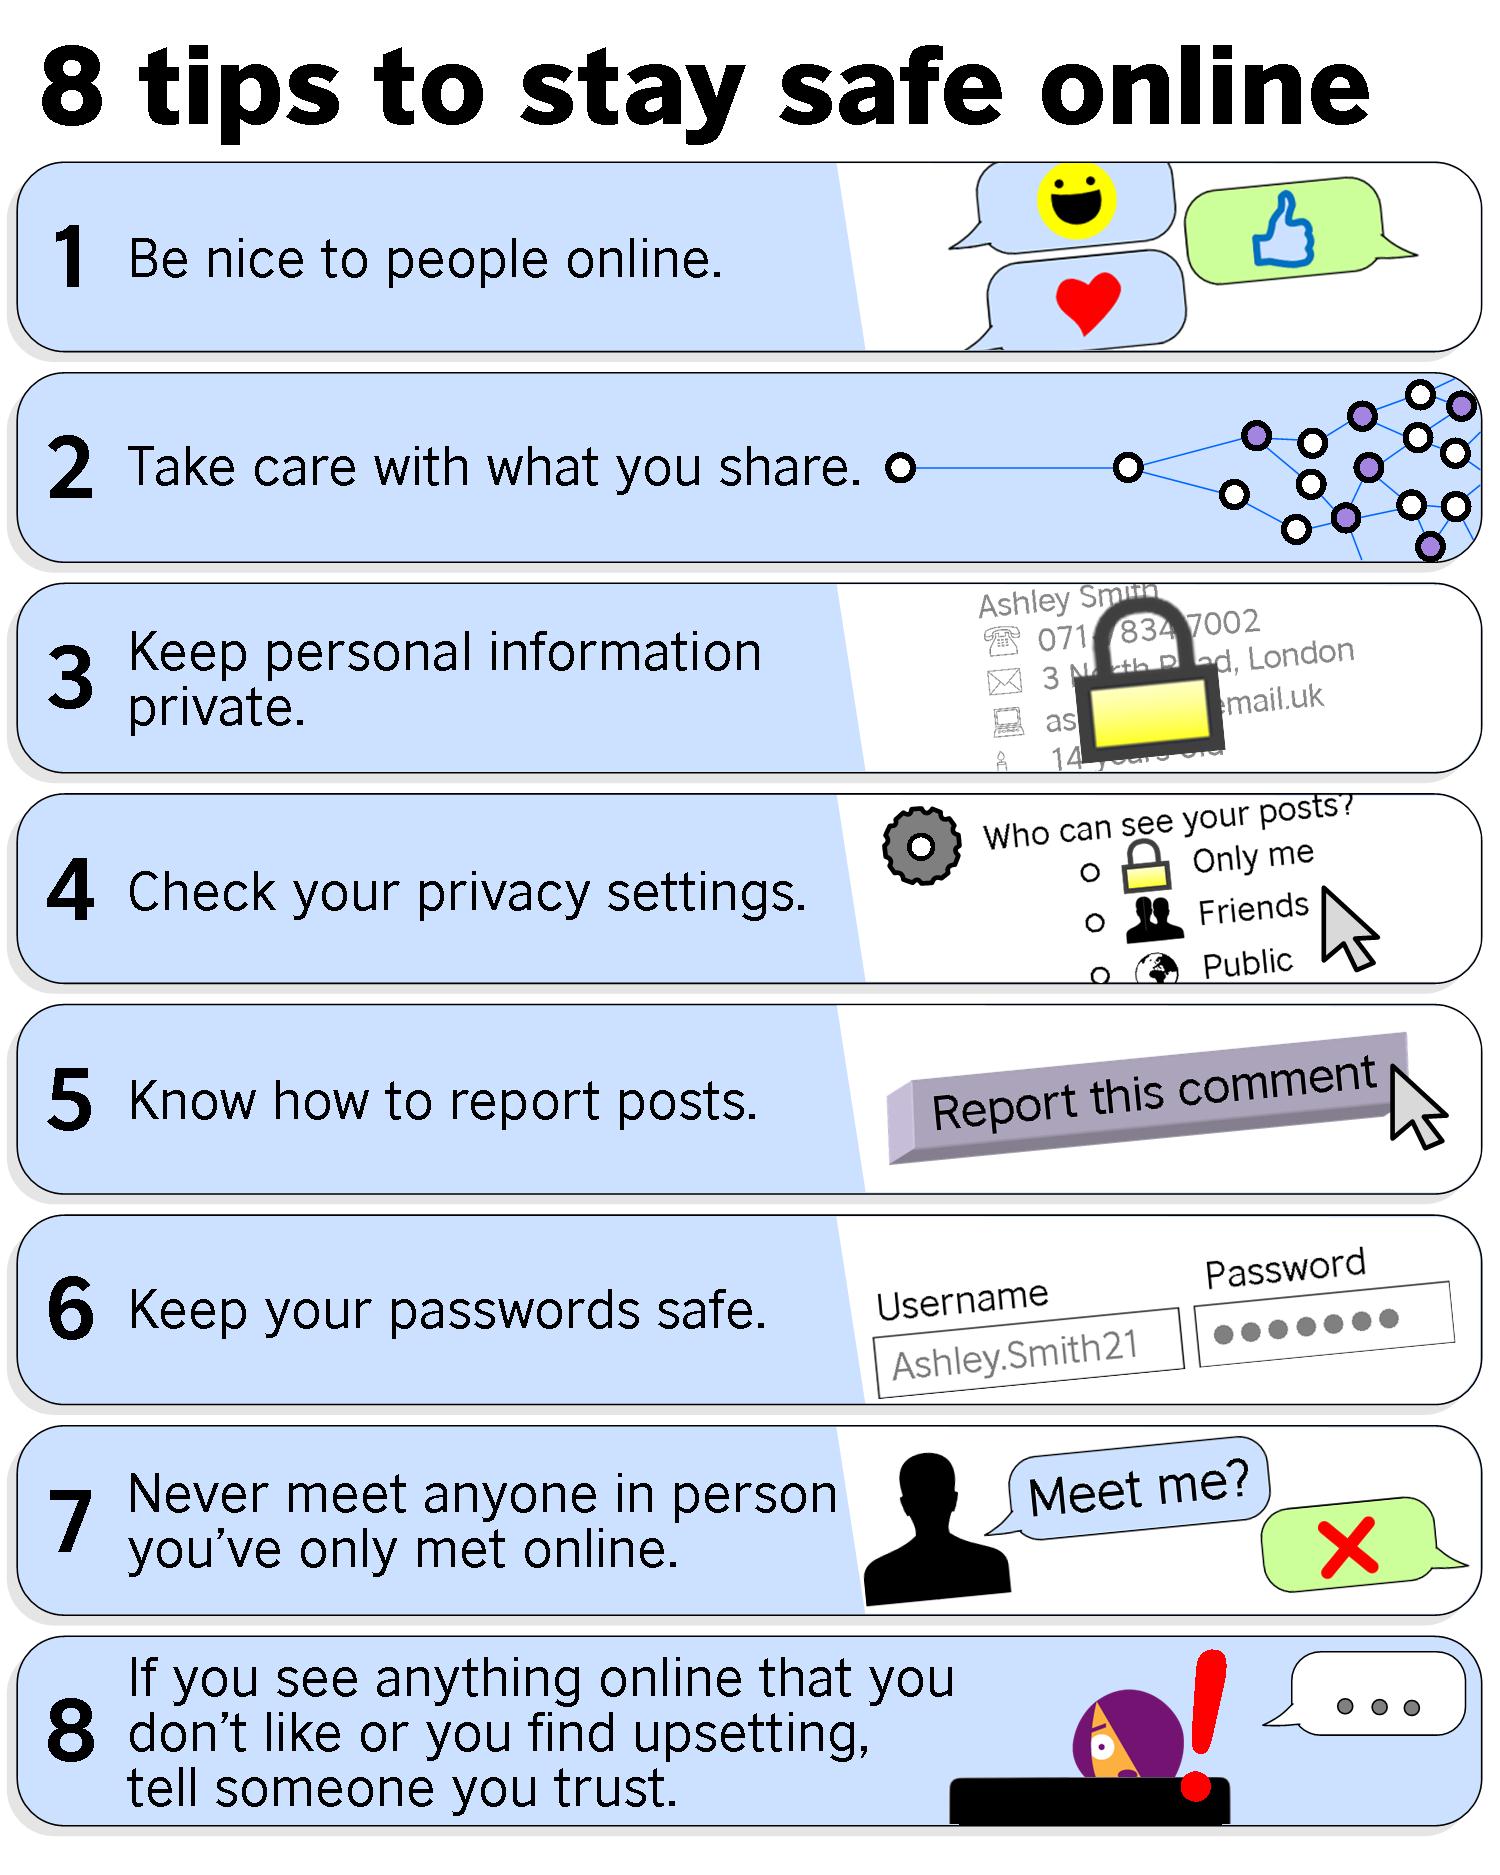 8 tips to stay safe online
1 Be nice to people online.
2 Take care with what you share.
3 Keep personal information
private.
Ashley Smith
071 834 7002
3 North Road, London
as email.uk
14 years old
4 Check your privacy settings.
Who can see your posts?
Only me
Friends
Public
5 Know how to report posts.
Report this comment
6 Keep your passwords safe.
Username
Password
Ashley.Smith21
7 Never meet anyone in person
you've only met online.
Meet me?
8 If you see anything online that you
don't like or you find upsetting,
tell someone you trust.